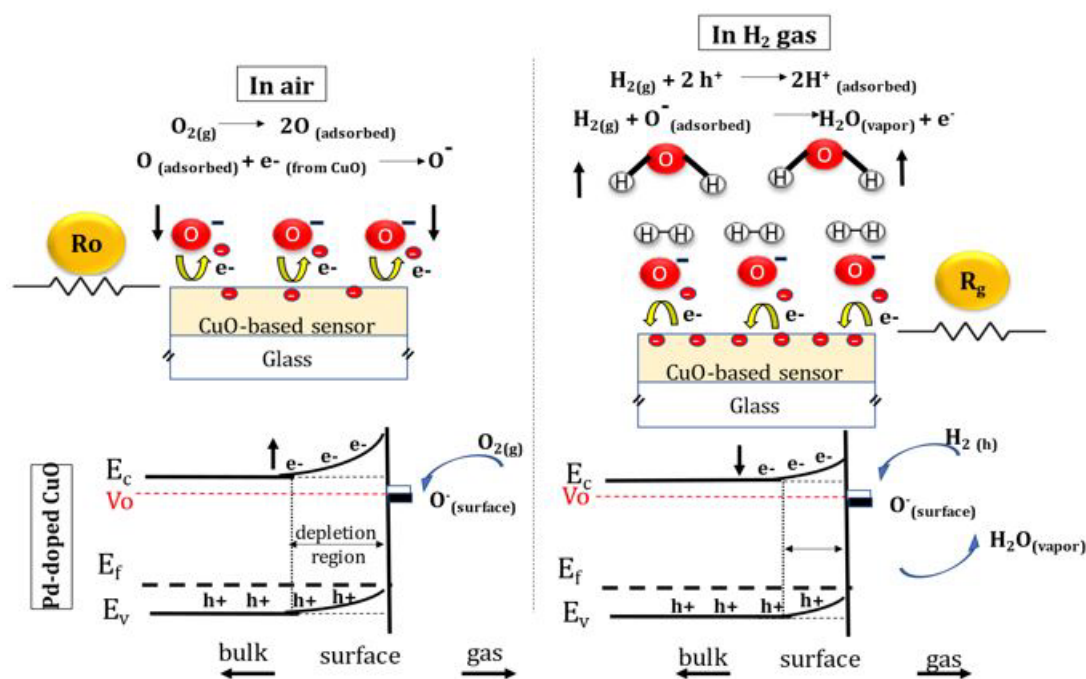 In air
O2(g) ⟶ 2O (adsorbed)
O (adsorbed) + e- (from CuO) ⟶ O-
Ro
O - O - O -
e- e- e-
CuO-based sensor
Glass
In H2 gas
H2(g) + 2 h+ ⟶ 2H+ (adsorbed)
H2(g) + O-(adsorbed) ⟶ H2O(vapor) + e-
O O
H H H H
H-H H-H H-H
O - O - O -
Rg
e- e- e-
CuO-based sensor
Glass
Pd-doped CuO
e- e- e-
O2(g)
Ec
Vo
O-(surface)
depletion
region
Ef
h+ h+ h+ h+
Ev
bulk surface gas
H2 (h)
e- e- e-
Ec
Vo
O-(surface)
H2O(vapor)
Ef
h+ h+ h+ h+
Ev
bulk surface gas